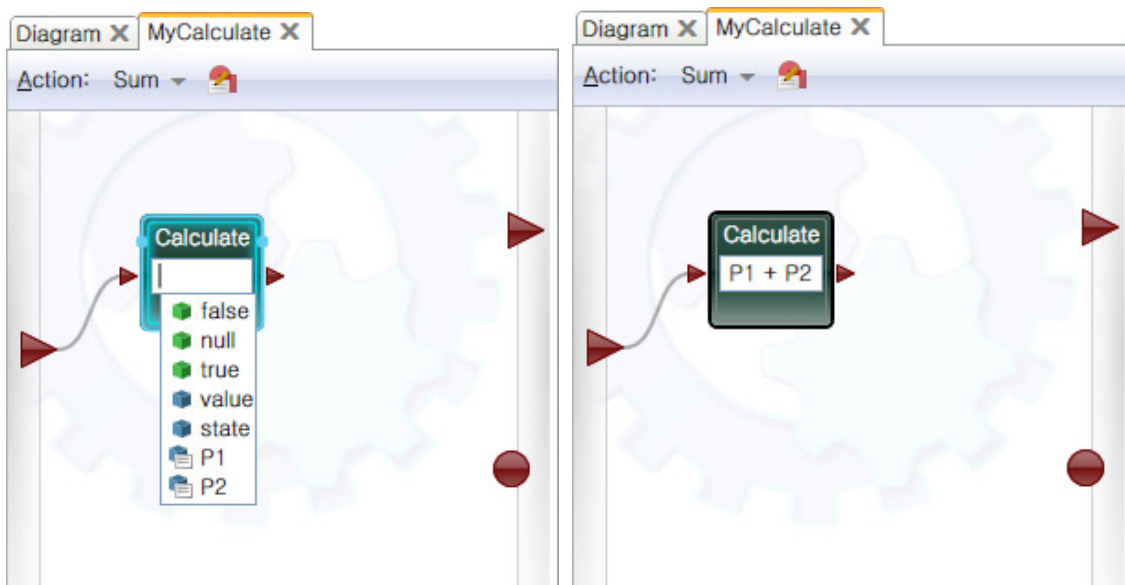 Diagram MyCalculate
Action: Sum
Calculate
false
null
true
value
state
P1
P2
Diagram MyCalculate
Action: Sum
Calculate
P1 + P2